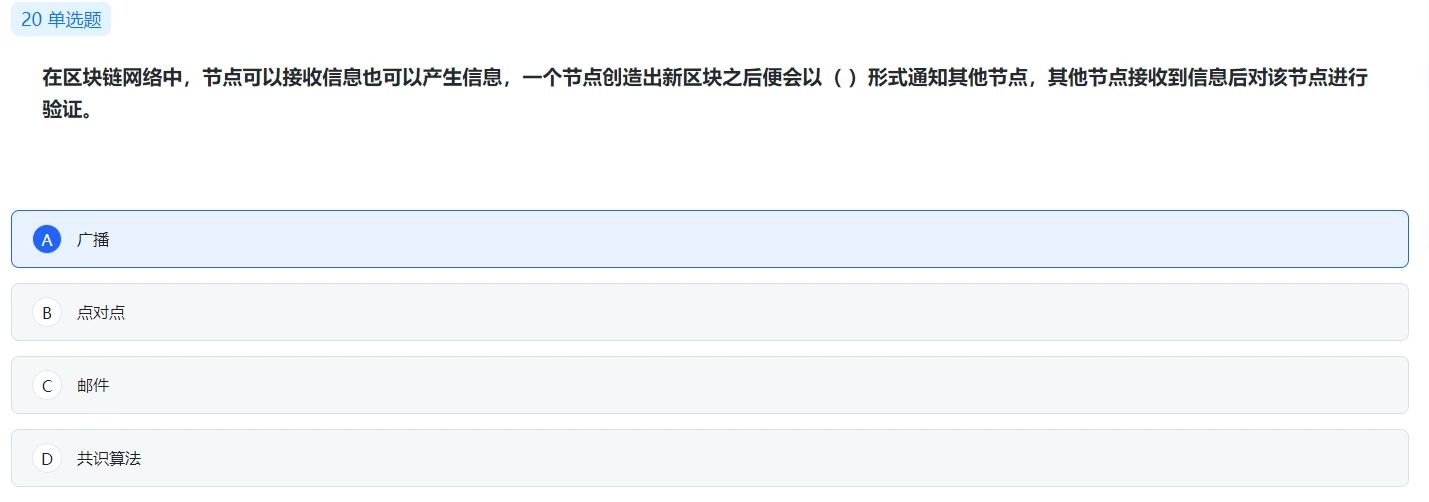 20 单选题
在区块链网络中，节点可以接收信息也可以产生信息，一个节点创造出新区块之后便会以（ ）形式通知其他节点，其他节点接收到信息后对该节点进行
验证。
A 广播
B 点对点
C 邮件
D 共识算法